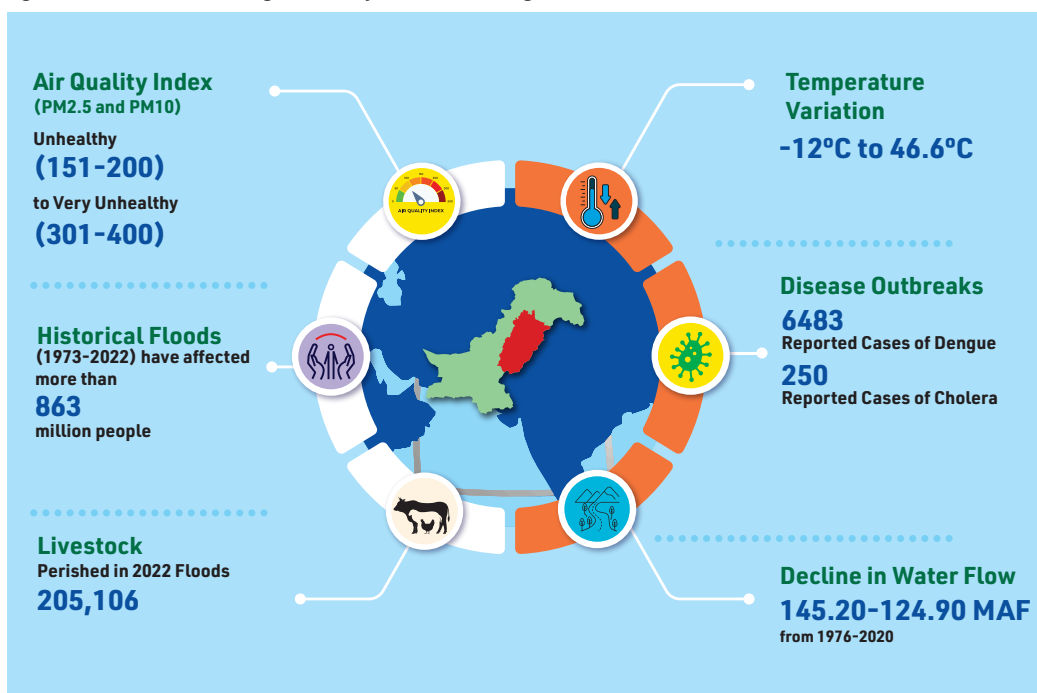 Air Quality Index
(PM2.5 and PM10)
Unhealthy
(151-200)
to Very Unhealthy
(301-400)
Historical Floods
(1973-2022) have affected
more than
863
million people
Livestock
Perished in 2022 Floods
205,106
AIR QUALITY INDEX
Temperature
Variation
-12°C to 46.6°C
Disease Outbreaks
6483
Reported Cases of Dengue
250
Reported Cases of Cholera
Decline in Water Flow
145.20-124.90 MAF
from 1976-2020